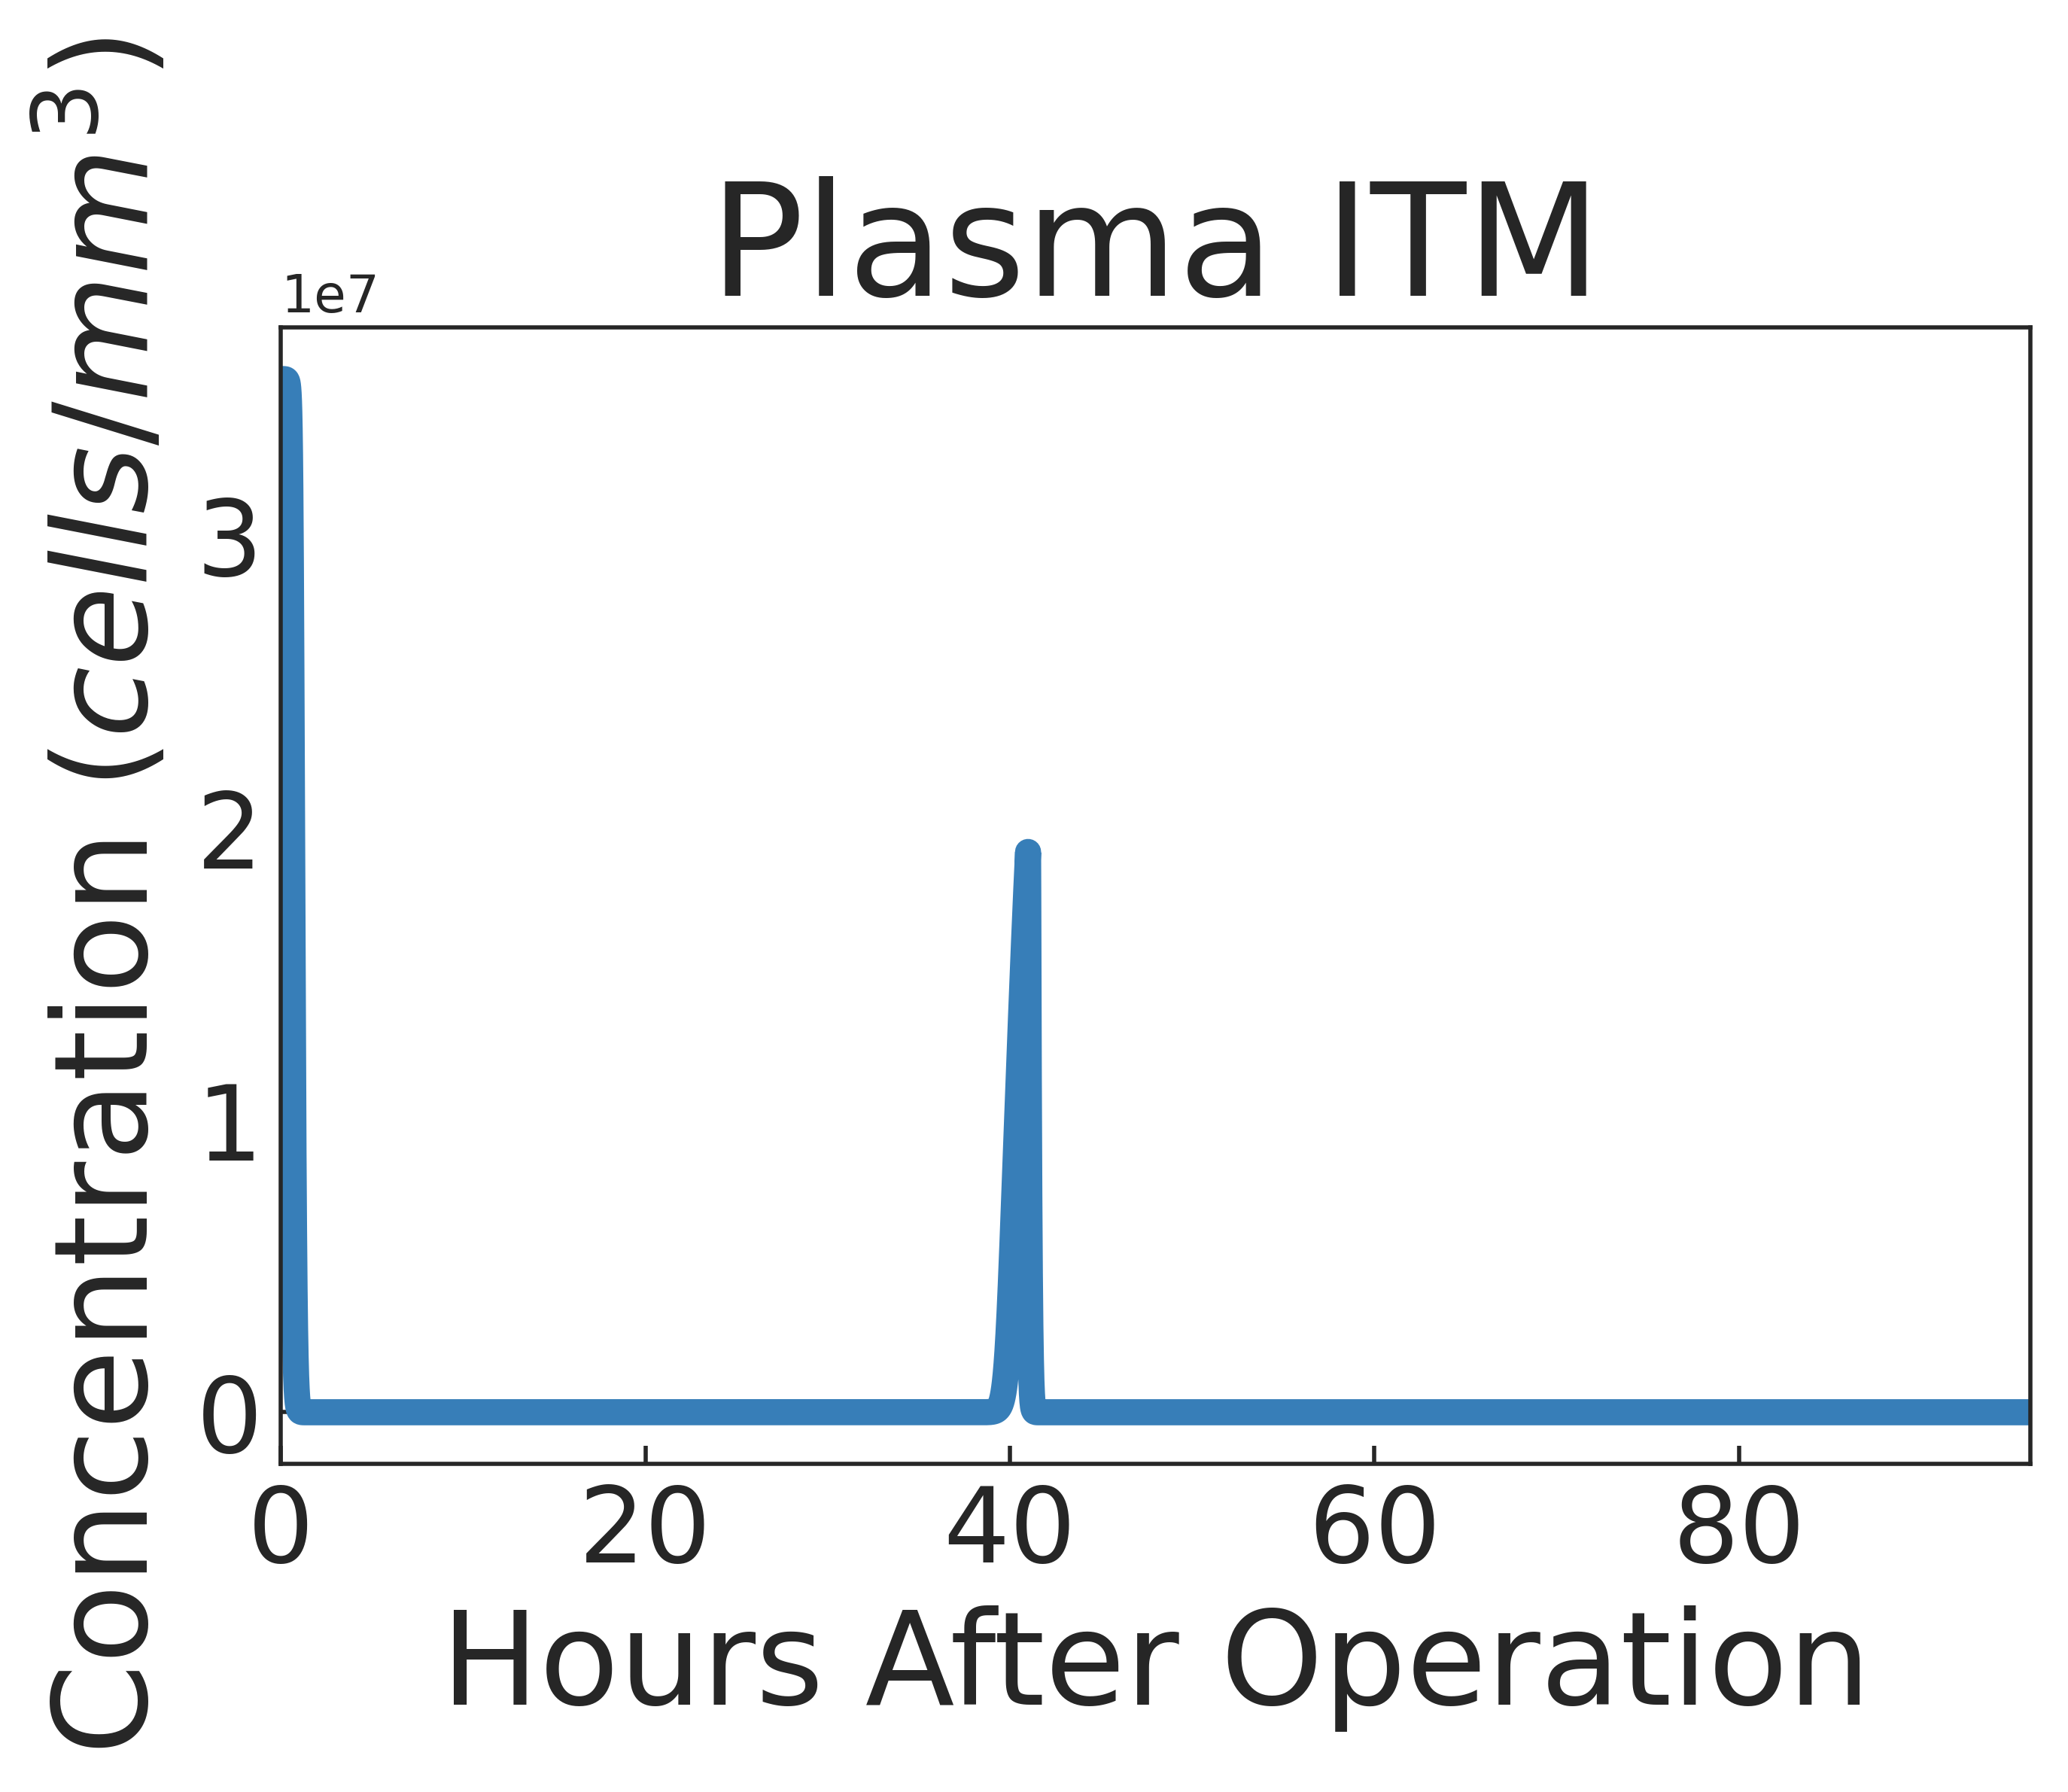 Plasma ITM
1e7
Concentration (cells/mm³)
3
2
1
0
0 20 40 60 80
Hours After Operation